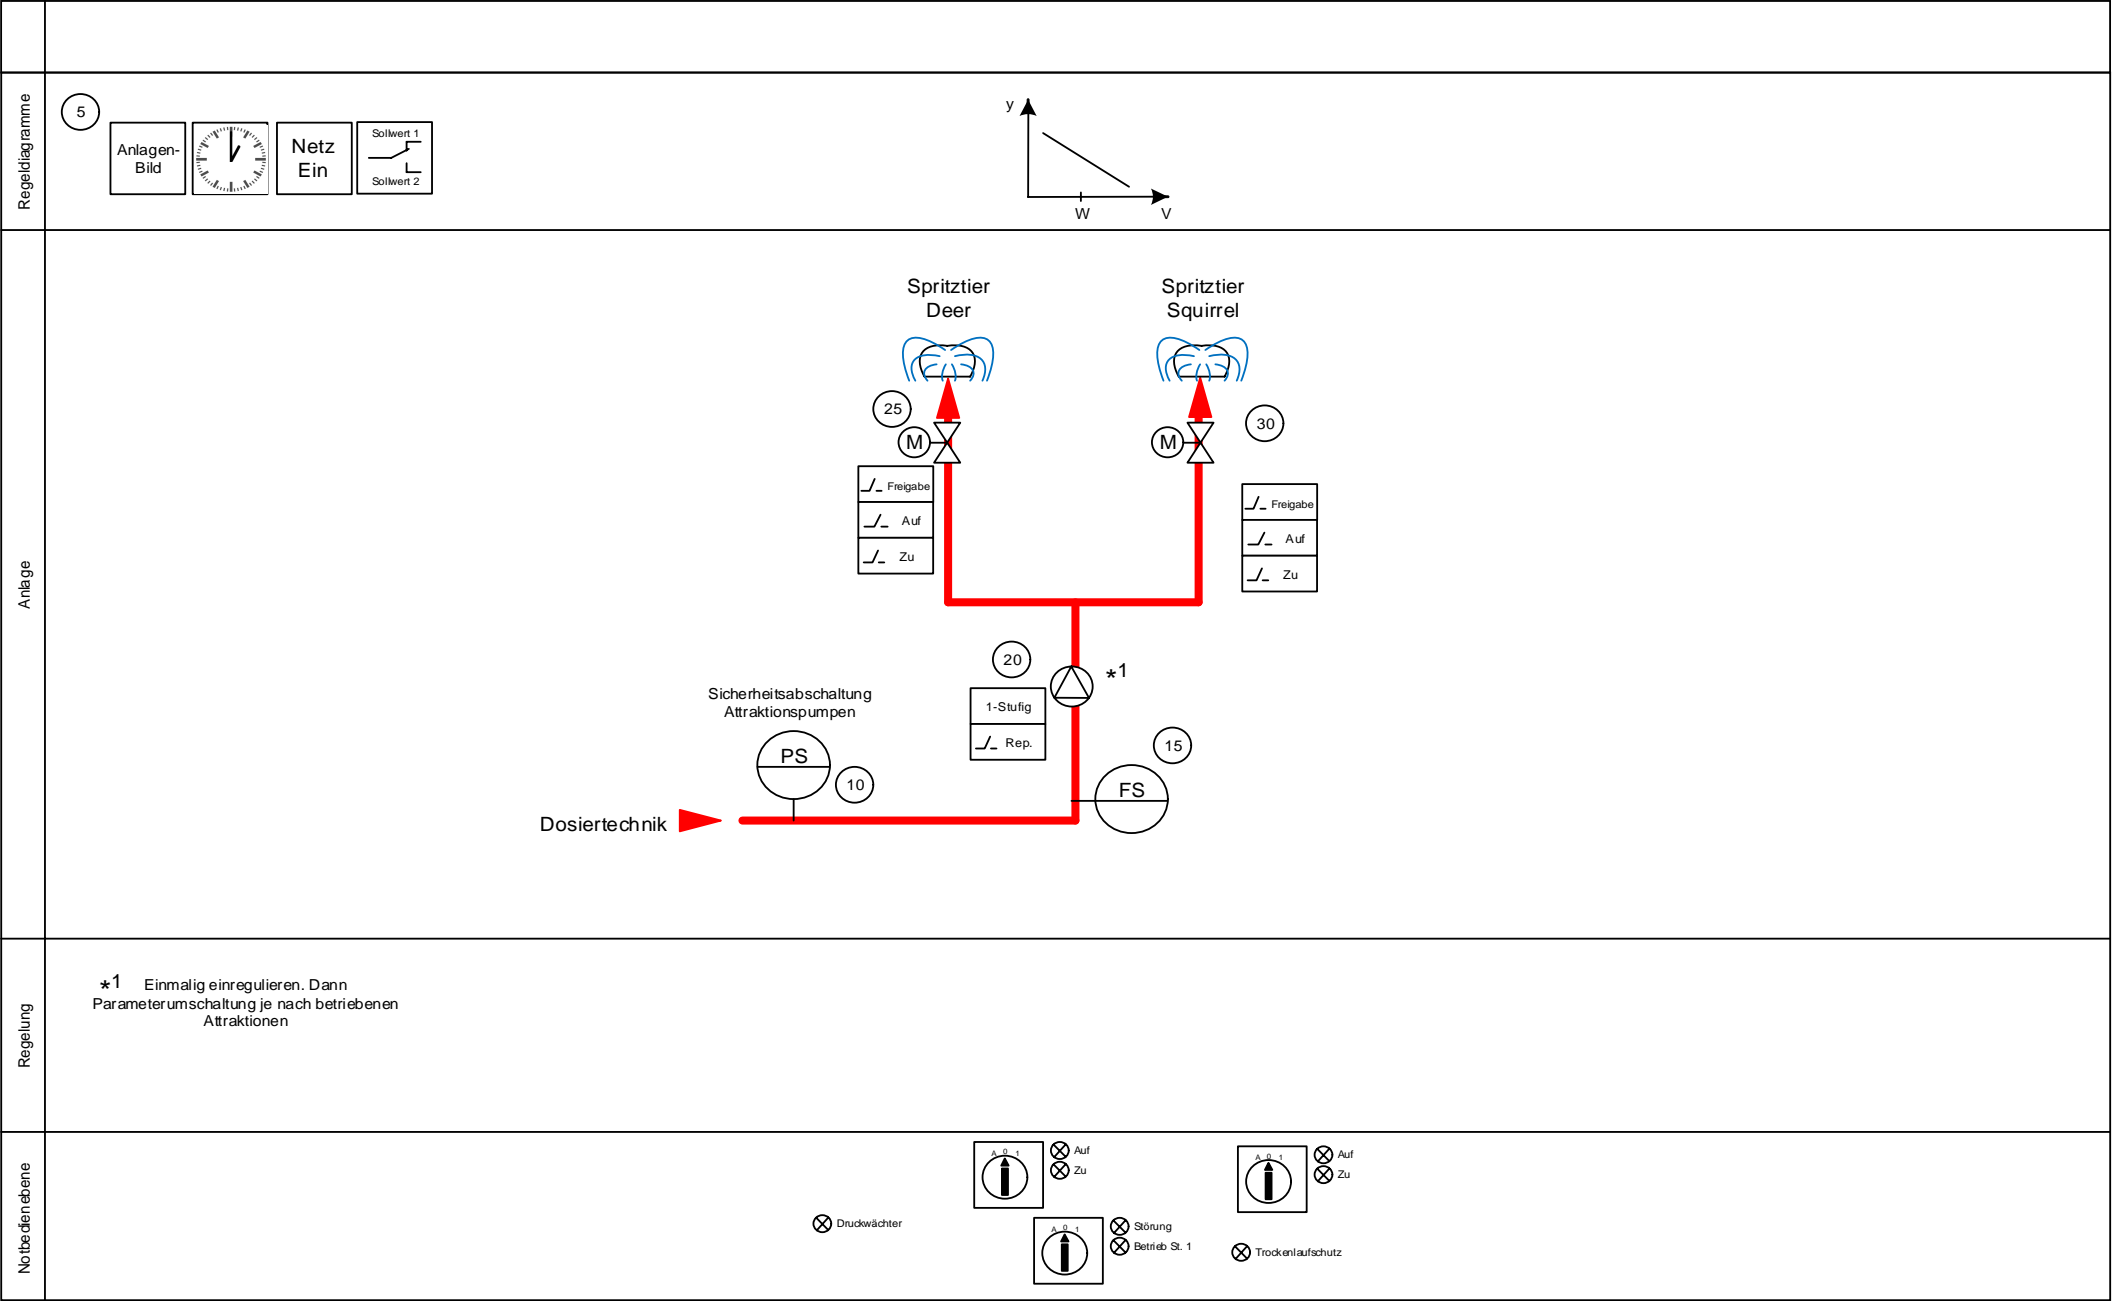 Regeldiagramme
5
Anlagen-
Bild
Netz
Ein
Sollwert 1
Sollwert 2
y
W
V
Anlage
Spritztier
Deer
Spritztier
Squirrel
25
M
Freigabe
Auf
Zu
M
30
Freigabe
Auf
Zu
20
*1
1-Stufig
Rep.
Sicherheitsabschaltung
Attraktionspumpen
PS
10
15
FS
Dosiertechnik
Regelung
*1 Einmalig einregulieren. Dann
Parameterumschaltung je nach betriebenen
Attraktionen
Notbedienebene
A 0 1
Auf
Zu
A 0 1
Auf
Zu
Druckwächter
A 0 1
Störung
Betrieb St. 1
Trockenlaufschutz